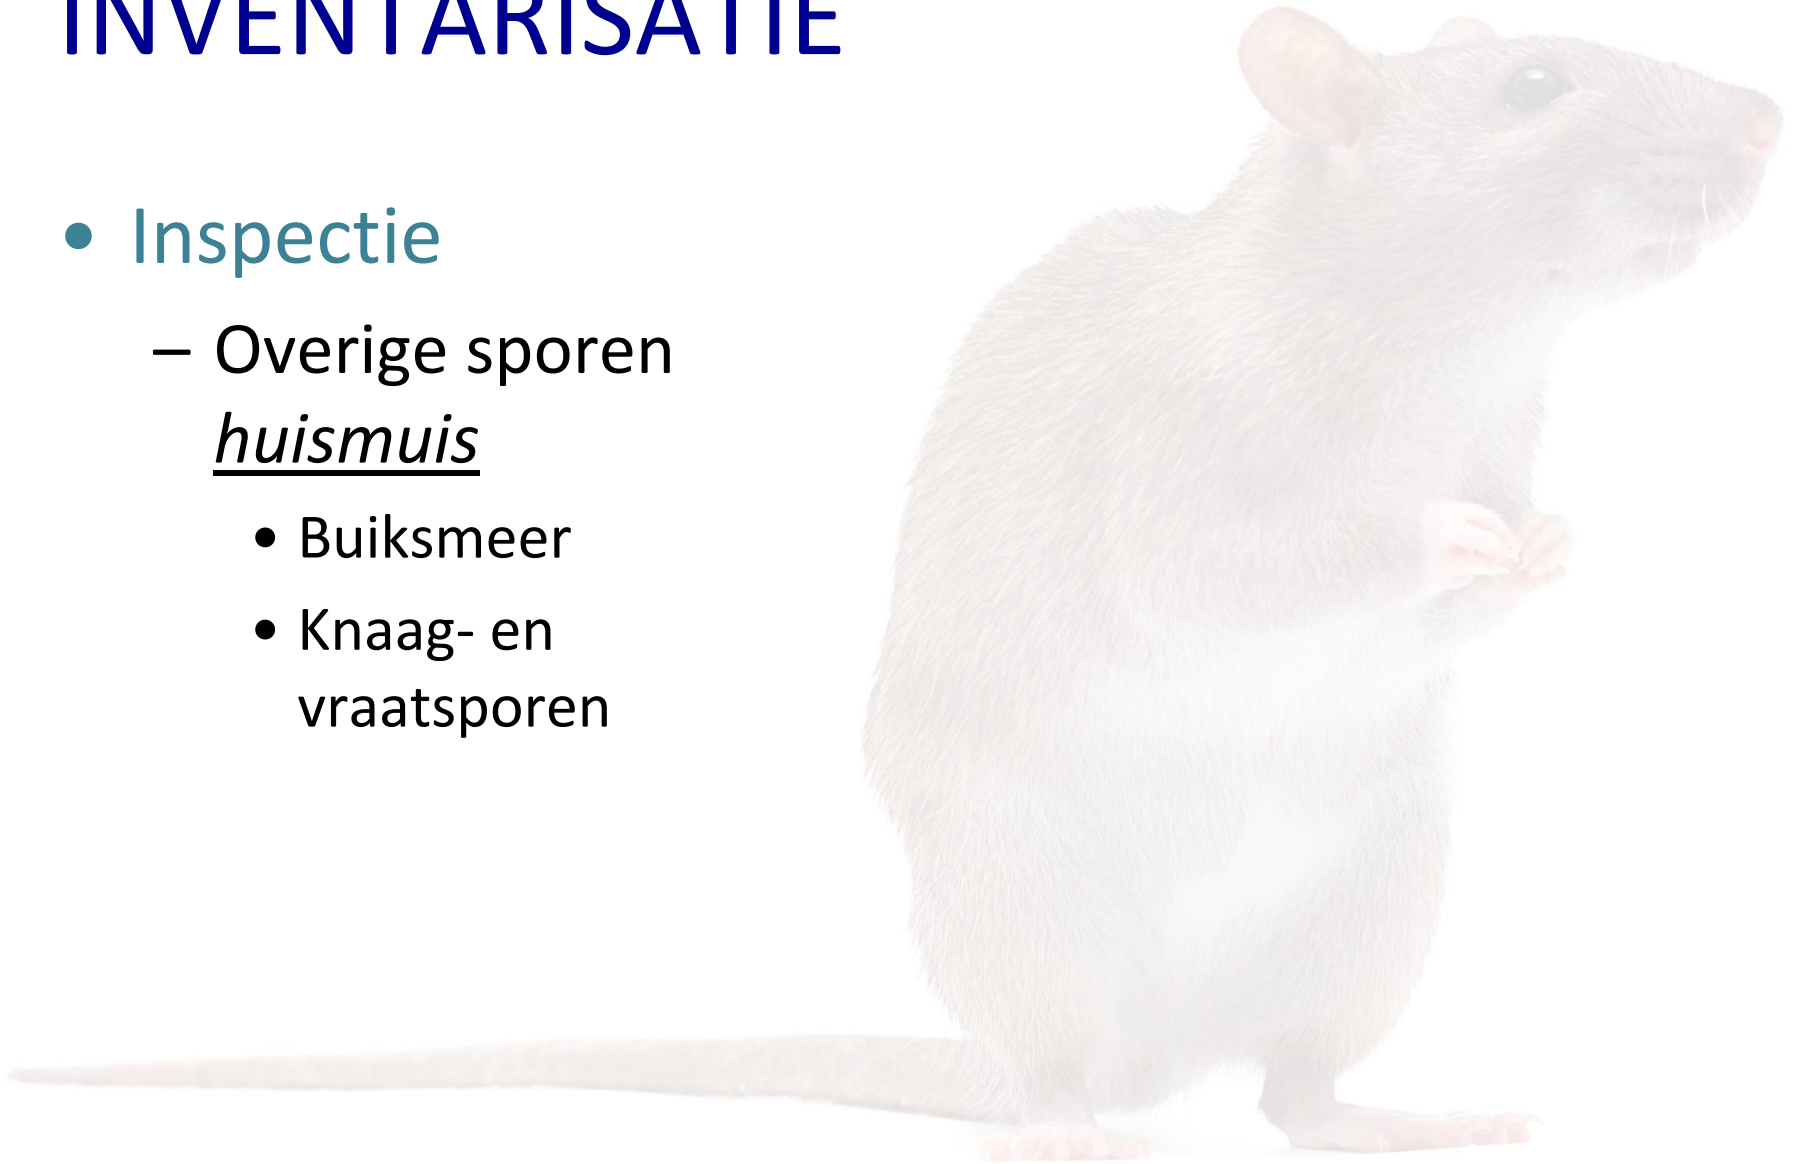 INVENTARISATIE
• Inspectie
– Overige sporen
huismuis
• Buiksmeer
• Knaag- en
vraatsporen